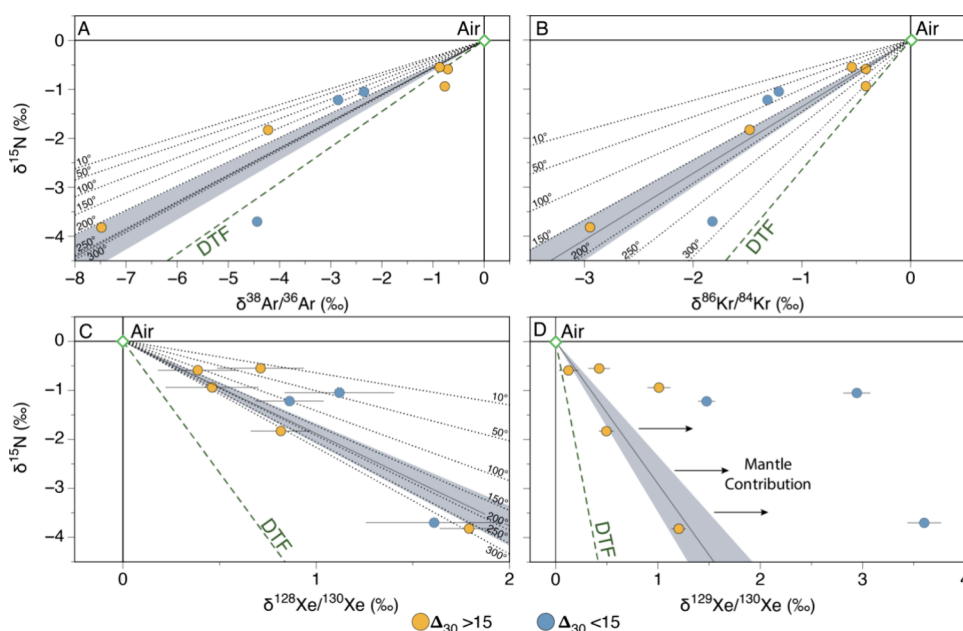 A
Air
B
Air
0
−1
−2
−3
−4
δ¹⁵N (‰)
10°
50°
100°
150°
200°
250°
300°
DTF
10°
50°
100°
150°
200°
250°
300°
DTF
−8 −7 −6 −5 −4 −3 −2 −1 0
−3 −2 −1 0
δ³⁸Ar/³⁶Ar (‰)
δ⁸⁶Kr/⁸⁴Kr (‰)
C
Air
D
Air
0
−1
−2
−3
−4
δ¹⁵N (‰)
10°
50°
100°
150°
200°
250°
300°
DTF
Mantle
Contribution
DTF
0 1 2
0 1 2 3 4
δ¹²⁸Xe/¹³⁰Xe (‰)
δ¹²⁹Xe/¹³⁰Xe (‰)
Δ₃₀ >15
Δ₃₀ <15